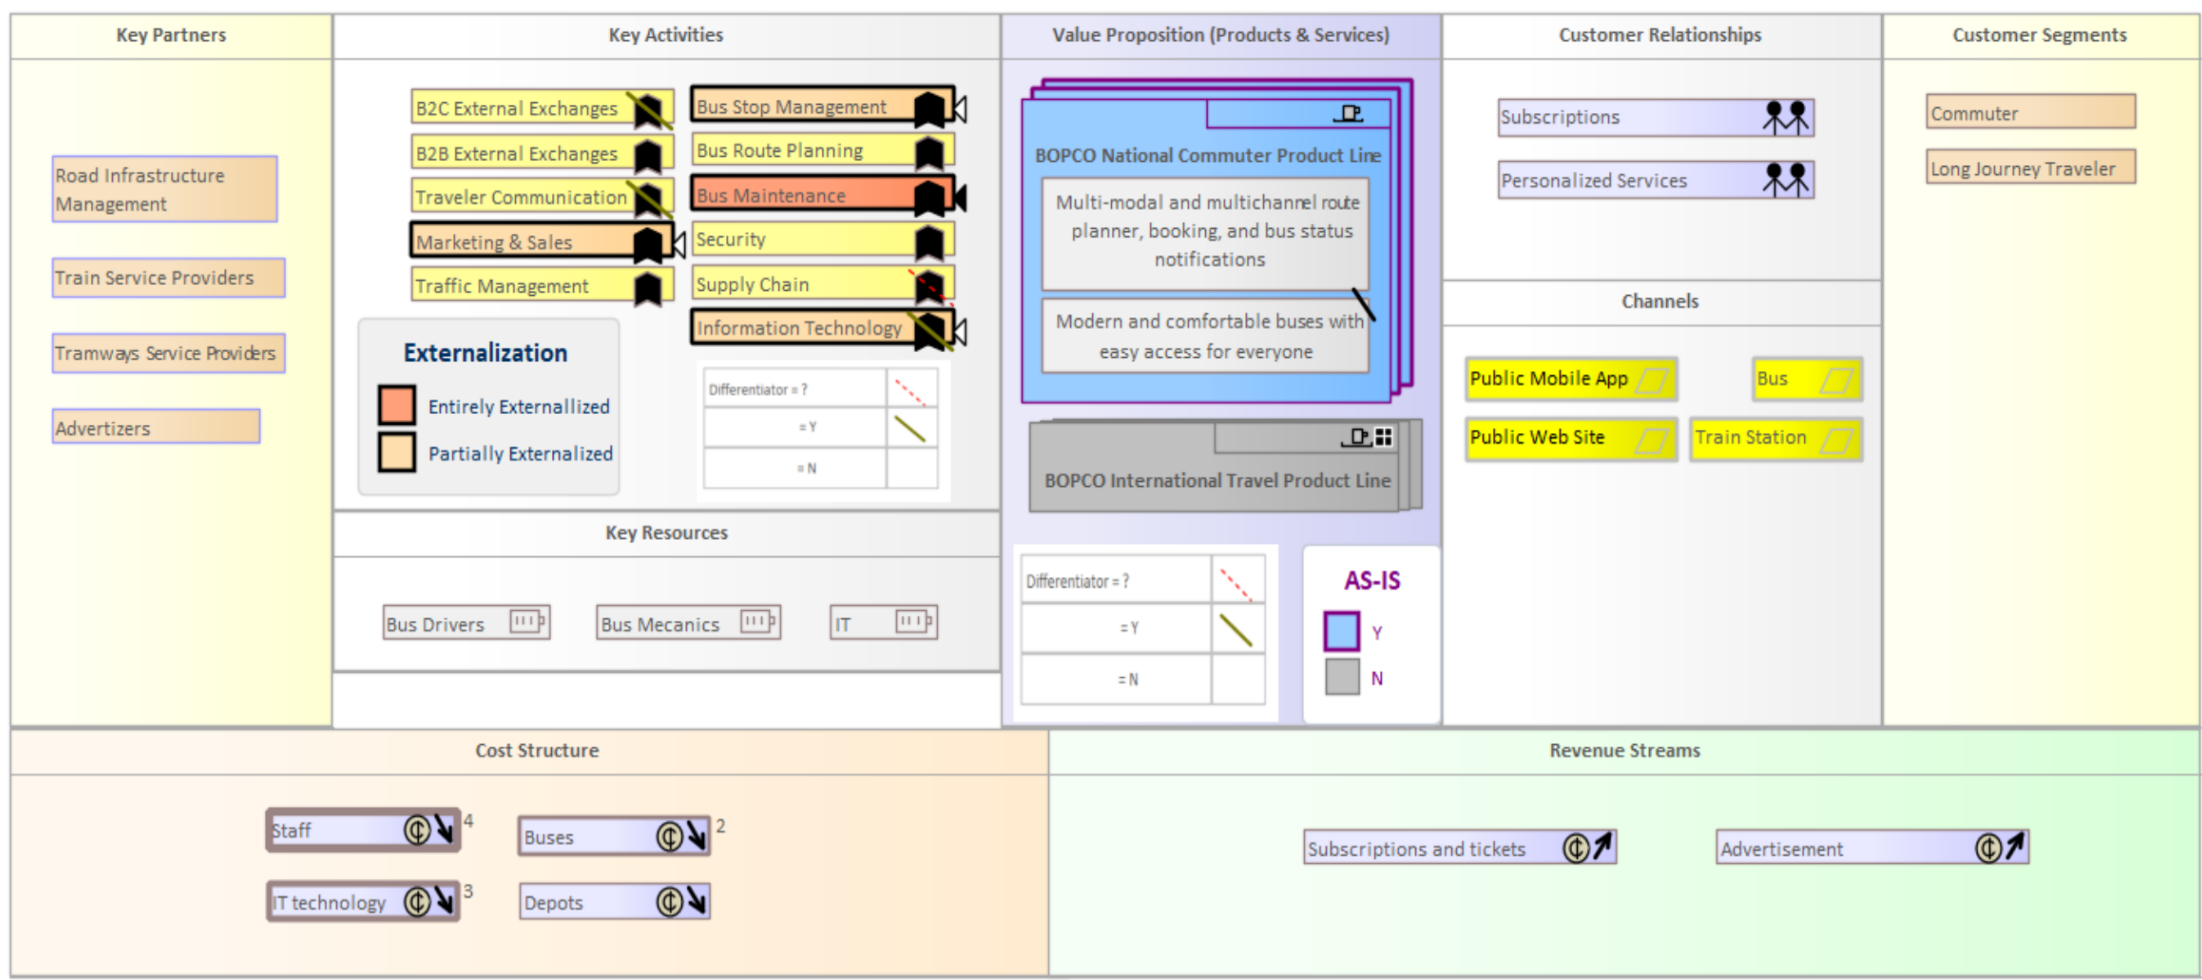 Key Partners
Road Infrastructure
Management
Train Service Providers
Tramways Service Providers
Advertizers
Key Activities
B2C External Exchanges
B2B External Exchanges
Traveler Communication
Marketing & Sales
Traffic Management
Bus Stop Management
Bus Route Planning
Bus Maintenance
Security
Supply Chain
Information Technology
Externalization
Entirely Externallized
Partially Externalized
Differentiator = ?
= Y
= N
Key Resources
Bus Drivers
Bus Mecanics
IT
Value Proposition (Products & Services)
BOPCO National Commuter Product Line
Multi-modal and multichannel route
planner, booking, and bus status
notifications
Modern and comfortable buses with
easy access for everyone
BOPCO International Travel Product Line
Differentiator = ?
= Y
= N
AS-IS
Y
N
Customer Relationships
Subscriptions
Personalized Services
Channels
Public Mobile App
Bus
Public Web Site
Train Station
Customer Segments
Commuter
Long Journey Traveler
Cost Structure
Staff
4
Buses
2
IT technology
3
Depots
Revenue Streams
Subscriptions and tickets
Advertisement